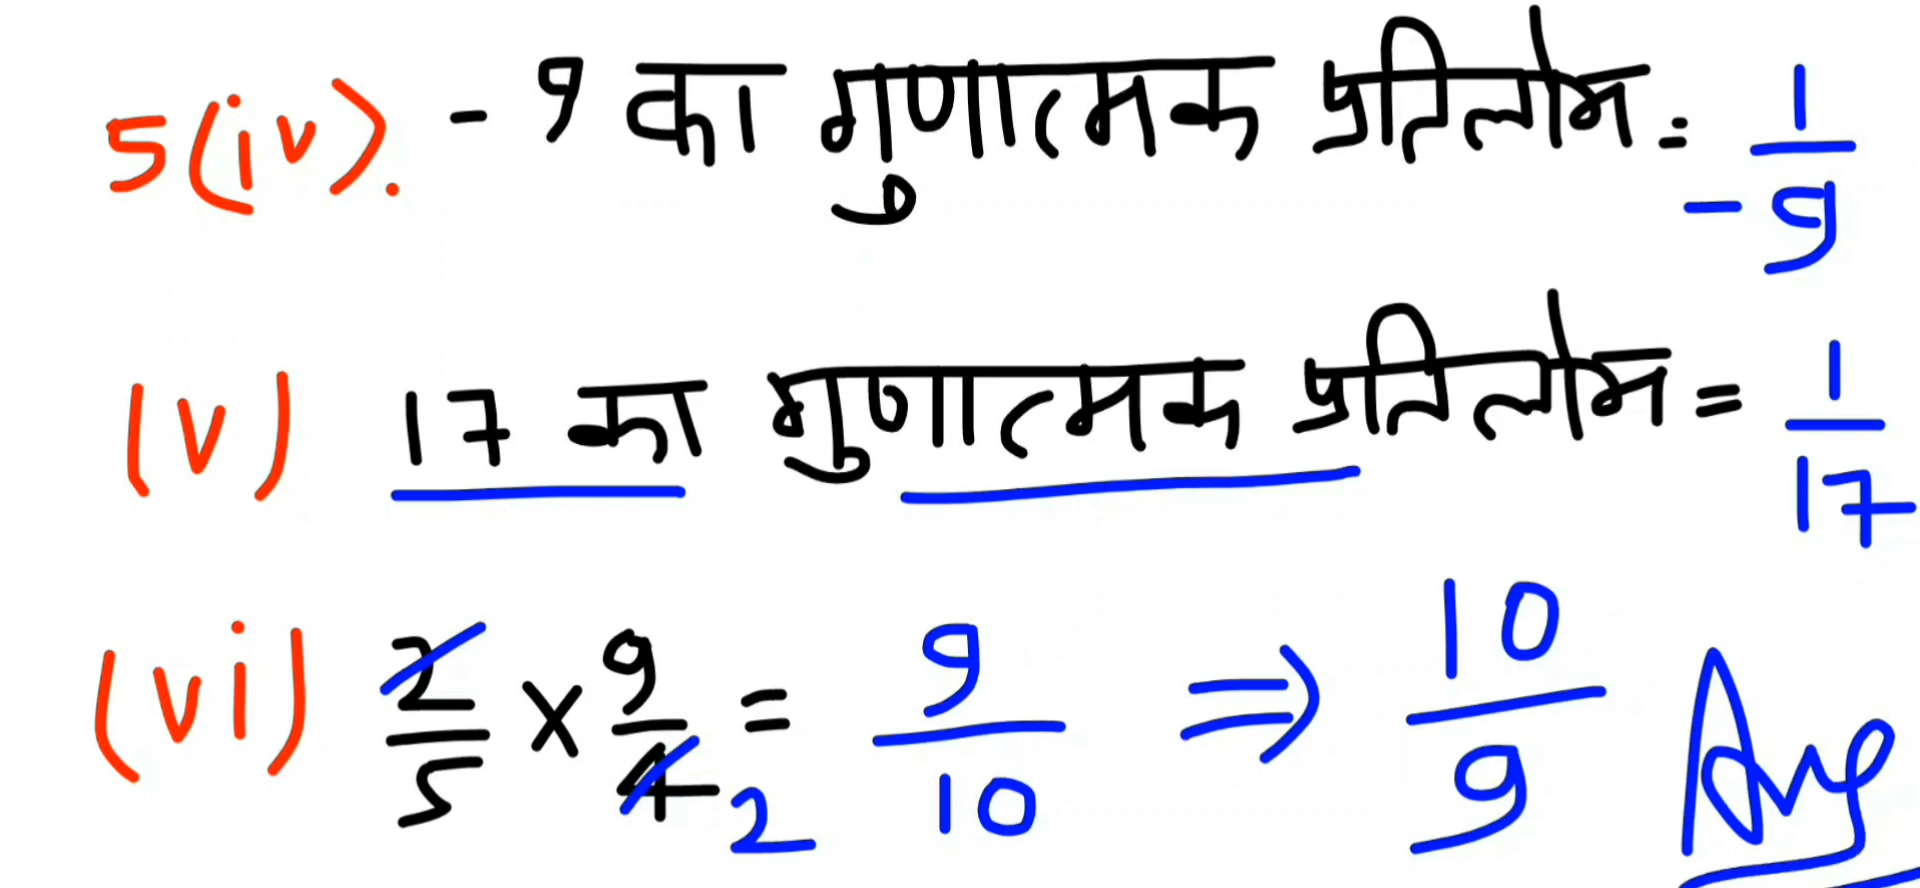 5(iv). -9 का गुणात्मक प्रतिलोम = 1/-9
(v) 17 का गुणात्मक प्रतिलोम = 1/17
(vi) 2/5 × 9/4 2 = 9/10 ⇒ 10/9 Ans